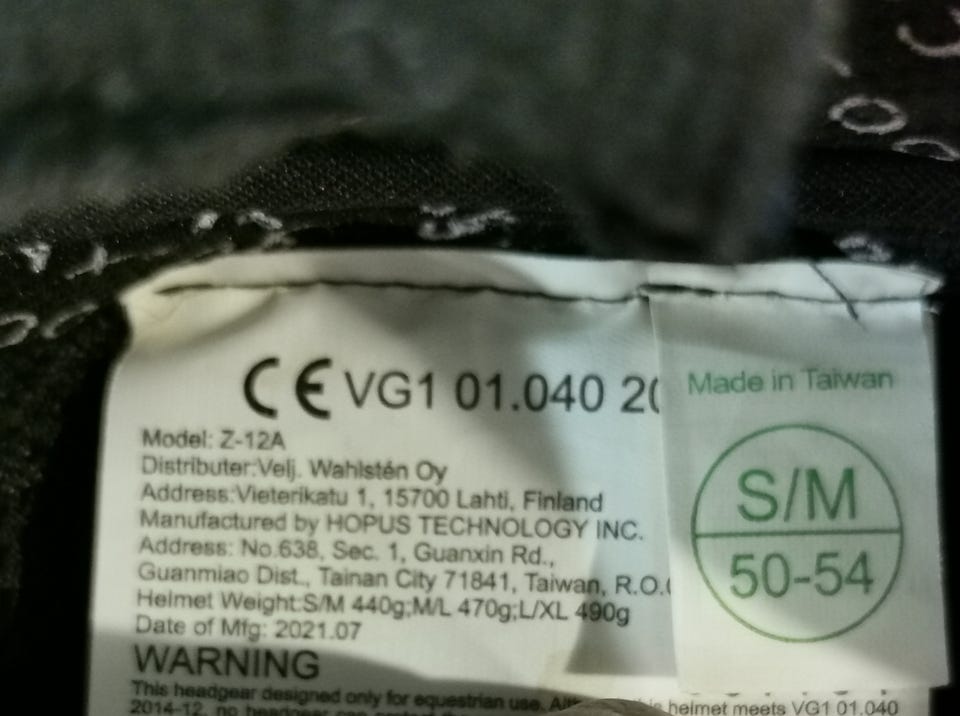 CE VG1 01.040 20
Model: Z-12A
Distributer:Velj. Wahlstén Oy
Address:Vieterikatu 1, 15700 Lahti, Finland
Manufactured by HOPUS TECHNOLOGY INC.
Address: No.638, Sec. 1, Guanxin Rd.,
Guanmiao Dist., Tainan City 71841, Taiwan, R.O.
Helmet Weight:S/M 440g;M/L 470g;L/XL 490g
Date of Mfg: 2021.07
WARNING
This headgear designed only for equestrian use. helmet meets VG1 01.040
2014-12, no headgear can
Made in Taiwan
S/M
50-54